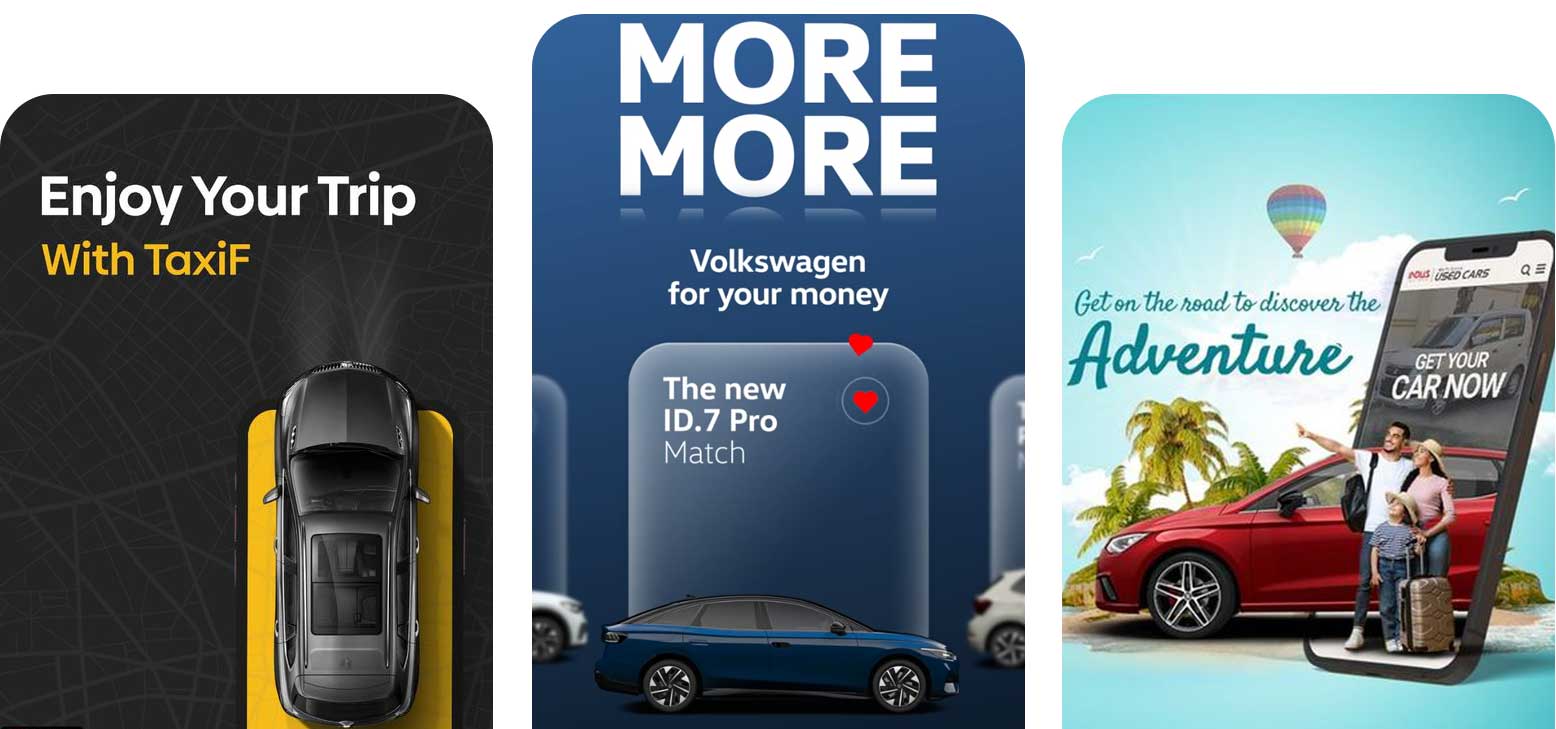 Enjoy Your Trip
With TaxiF
MORE
MORE
Volkswagen
for your money
The new
ID.7 Pro
Match
Get on the road to discover the
Adventure
USED CARS
GET YOUR
CAR NOW